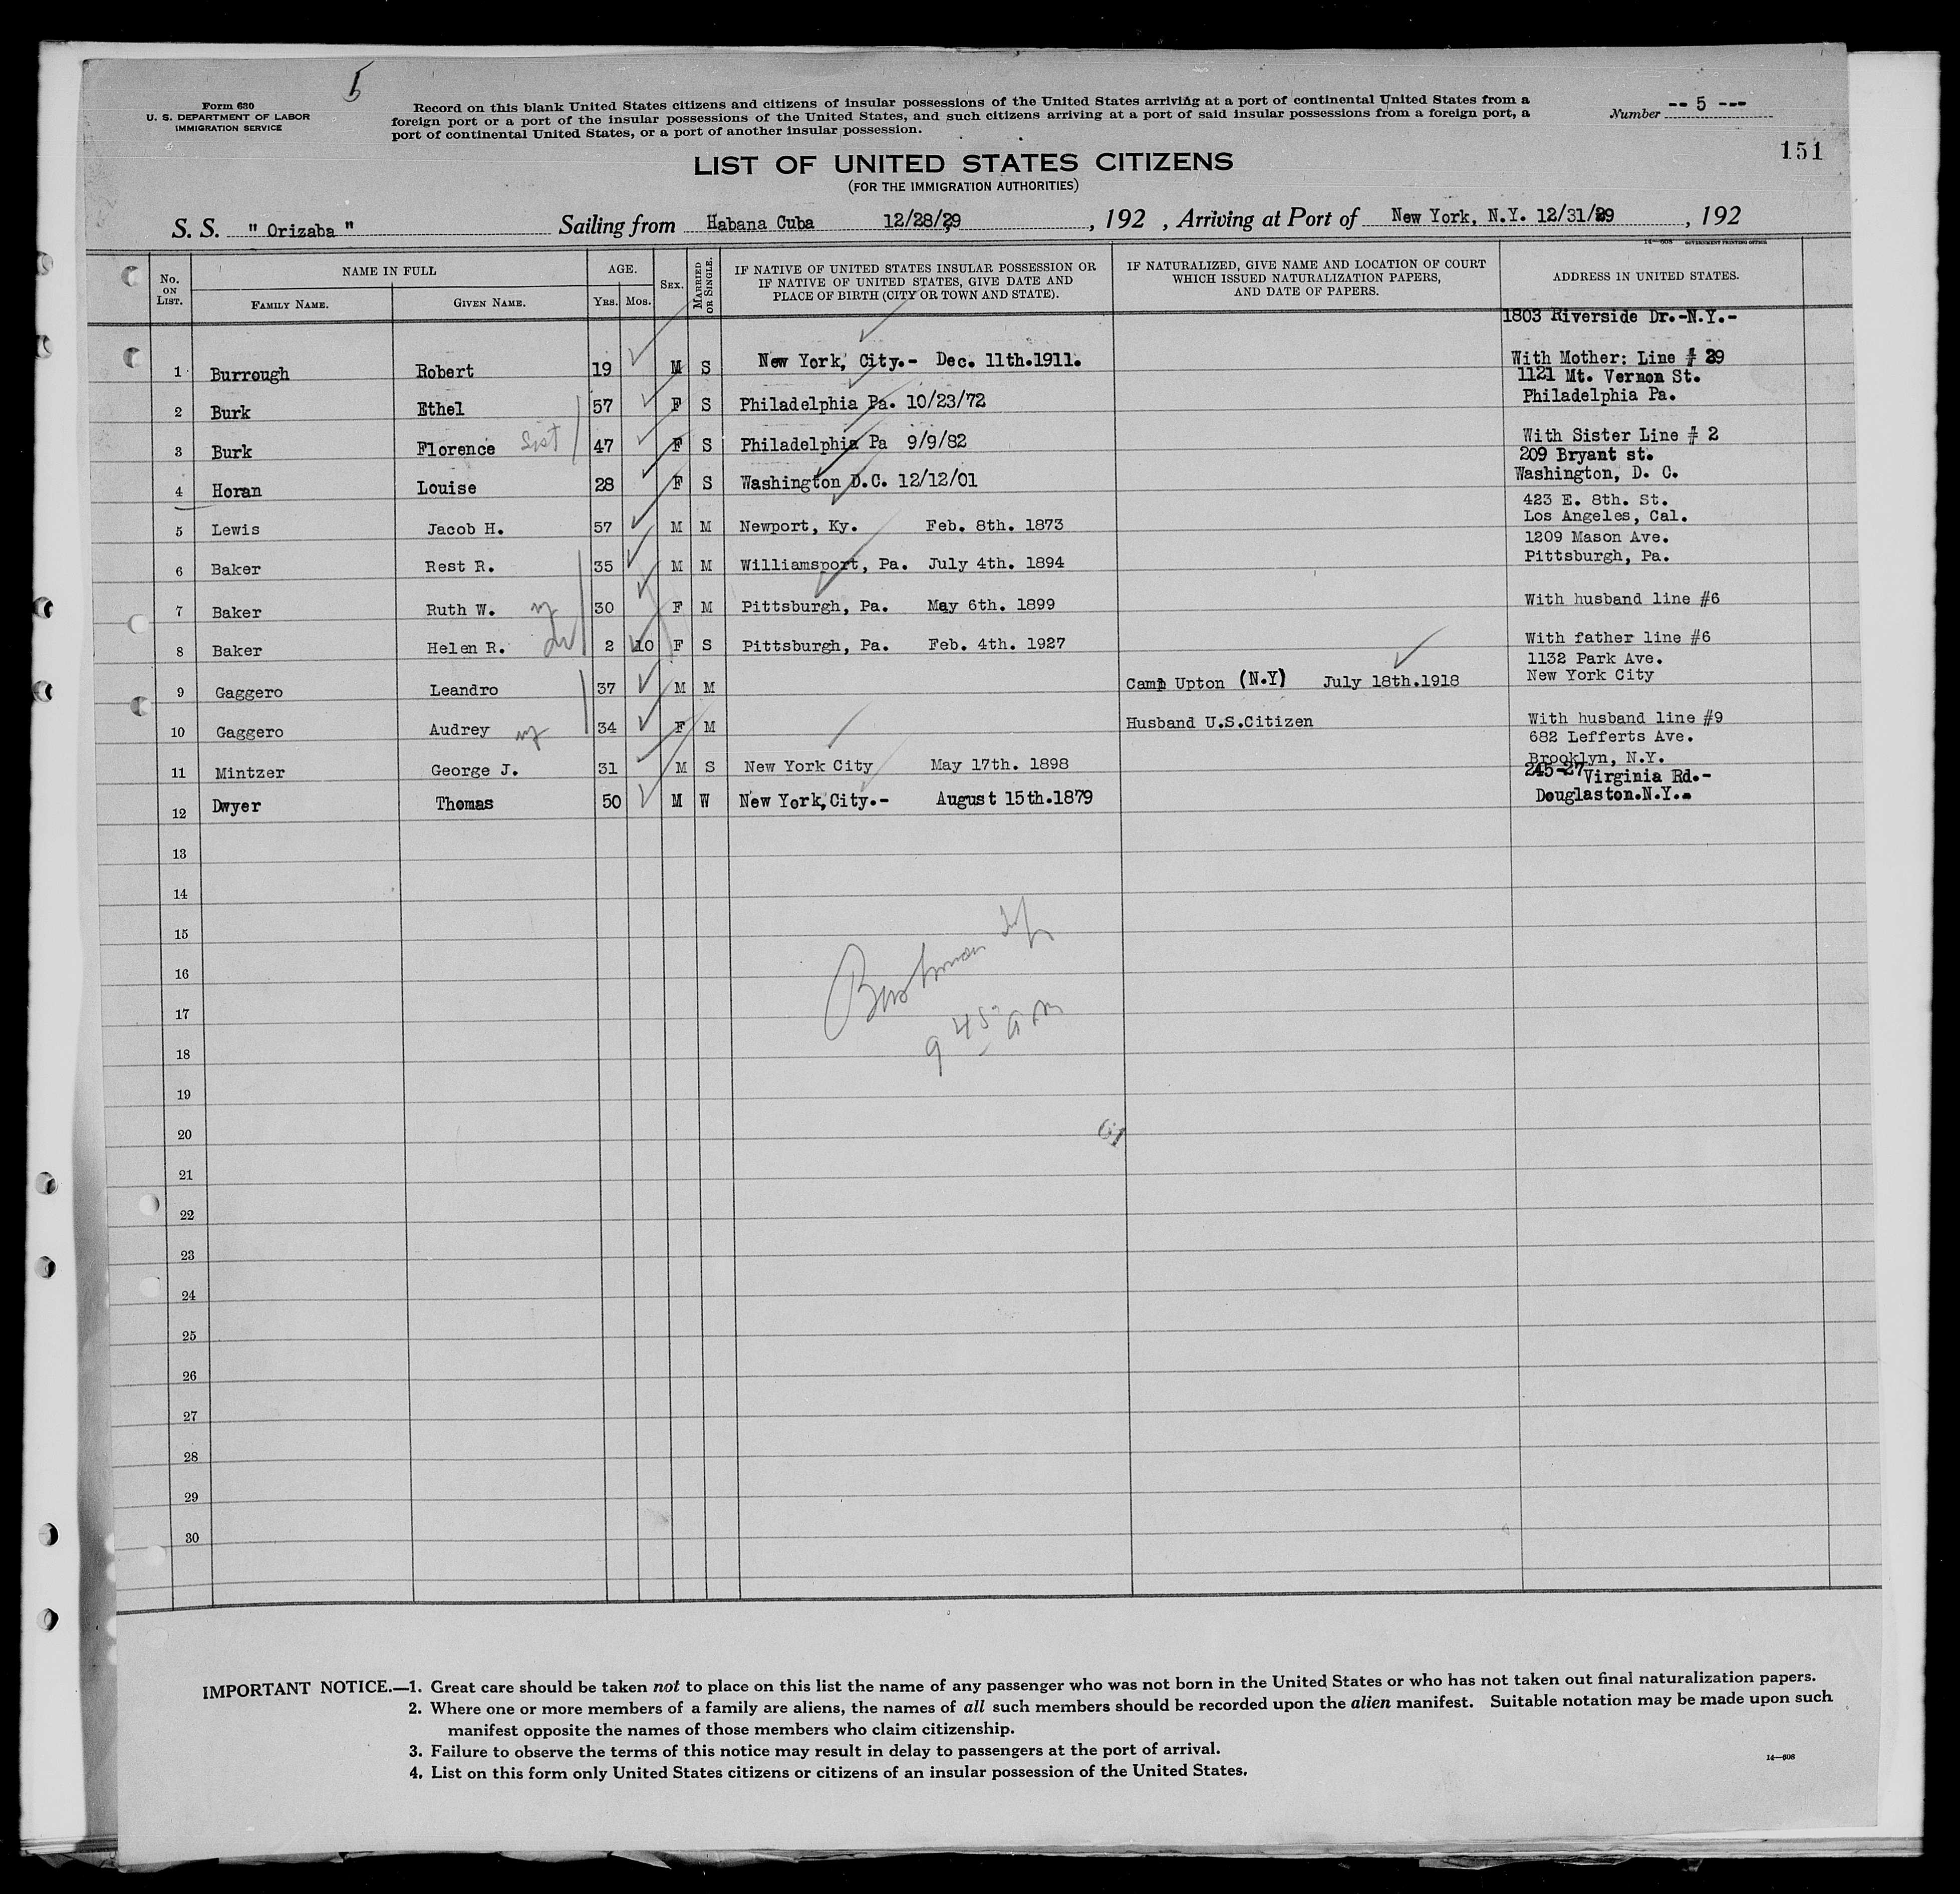 5
Form 630
U. S. DEPARTMENT OF LABOR
IMMIGRATION SERVICE
Record on this blank United States citizens and citizens of insular possessions of the United States arriving at a port of continental United States from a
foreign port or a port of the insular possessions of the United States, and such citizens arriving at a port of said insular possessions from a foreign port, a
port of continental United States, or a port of another insular possession.
Number -- 5 ---
151
LIST OF UNITED STATES CITIZENS
(FOR THE IMMIGRATION AUTHORITIES)
S. S. " Orizaba " Sailing from Habana Cuba 12/28/29, 192 , Arriving at Port of New York, N.Y. 12/31/29, 192
14—608 GOVERNMENT PRINTING OFFICE
No. ON LIST. NAME IN FULL FAMILY NAME. GIVEN NAME. AGE. YRS. MOS. SEX. MARRIED OR SINGLE. IF NATIVE OF UNITED STATES INSULAR POSSESSION OR IF NATIVE OF UNITED STATES, GIVE DATE AND PLACE OF BIRTH (CITY OR TOWN AND STATE). IF NATURALIZED, GIVE NAME AND LOCATION OF COURT WHICH ISSUED NATURALIZATION PAPERS, AND DATE OF PAPERS. ADDRESS IN UNITED STATES.
1803 Riverside Dr.-N.Y.-
1 Burrough Robert 19 M S New York, City.- Dec. 11th.1911. With Mother: Line # 29
1121 Mt. Vernon St.
2 Burk Ethel 57 F S Philadelphia Pa. 10/23/72 Philadelphia Pa.
3 Burk Florence Sist 47 F S Philadelphia Pa 9/9/82 With Sister Line # 2
209 Bryant st.
4 Horan Louise 28 F S Washington D.C. 12/12/01 Washington, D. C.
423 E. 8th. St.
5 Lewis Jacob H. 57 M M Newport, Ky. Feb. 8th. 1873 Los Angeles, Cal.
1209 Mason Ave.
6 Baker Rest R. 35 M M Williamsport, Pa. July 4th. 1894 Pittsburgh, Pa.
7 Baker Ruth W. 30 F M Pittsburgh, Pa. May 6th. 1899 With husband line #6
8 Baker Helen R. 2 10 F S Pittsburgh, Pa. Feb. 4th. 1927 With father line #6
1132 Park Ave.
9 Gaggero Leandro 37 M M Camp Upton (N.Y) July 18th.1918 New York City
10 Gaggero Audrey 34 F M Husband U.S.Citizen With husband line #9
682 Lefferts Ave.
11 Mintzer George J. 31 M S New York City May 17th. 1898 Brooklyn, N.Y.
245-27 Virginia Rd.-
12 Dwyer Thomas 50 M W New York,City.- August 15th.1879 Douglaston.N.Y.-
13
14
15
16
17
9 45 am
18
19
20
61
21
22
23
24
25
26
27
28
29
30
IMPORTANT NOTICE.—1. Great care should be taken not to place on this list the name of any passenger who was not born in the United States or who has not taken out final naturalization papers.
2. Where one or more members of a family are aliens, the names of all such members should be recorded upon the alien manifest. Suitable notation may be made upon such
manifest opposite the names of those members who claim citizenship.
3. Failure to observe the terms of this notice may result in delay to passengers at the port of arrival.
4. List on this form only United States citizens or citizens of an insular possession of the United States.
14—608